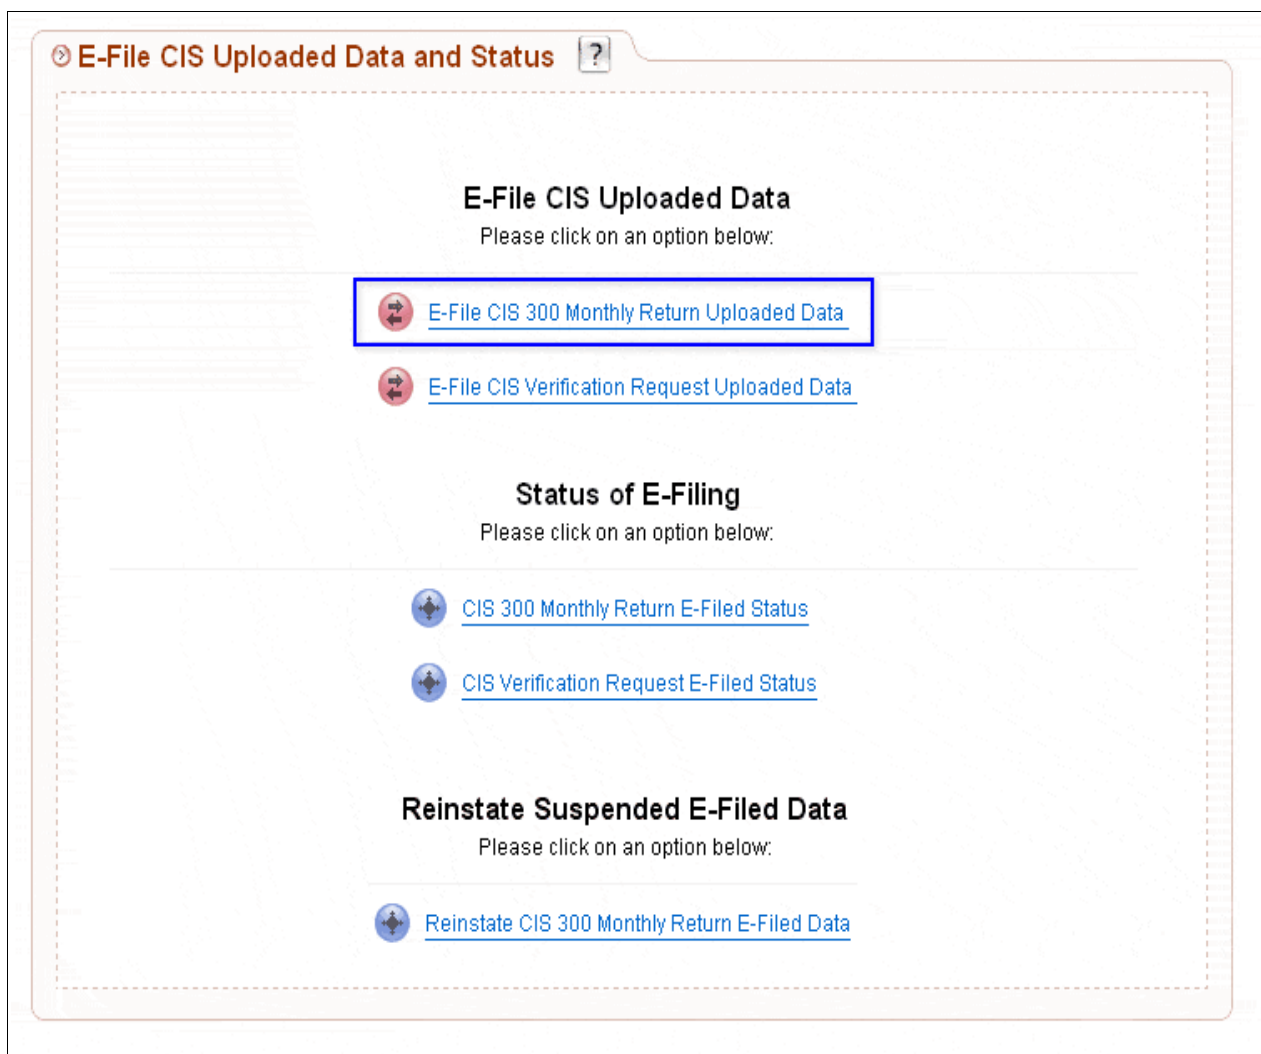 E-File CIS Uploaded Data and Status ?
E-File CIS Uploaded Data
Please click on an option below:
E-File CIS 300 Monthly Return Uploaded Data
E-File CIS Verification Request Uploaded Data
Status of E-Filing
Please click on an option below:
CIS 300 Monthly Return E-Filed Status
CIS Verification Request E-Filed Status
Reinstate Suspended E-Filed Data
Please click on an option below:
Reinstate CIS 300 Monthly Return E-Filed Data